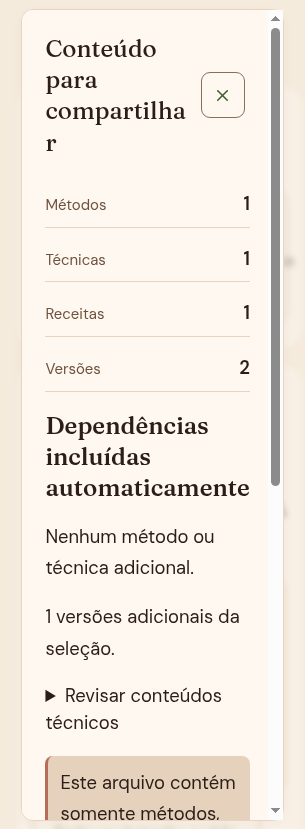 Conteúdo
para
compartilha
r
Métodos 1
Técnicas 1
Receitas 1
Versões 2
Dependências
incluídas
automaticamente
Nenhum método ou
técnica adicional.
1 versões adicionais da
seleção.
Revisar conteúdos
técnicos
Este arquivo contém
somente métodos,